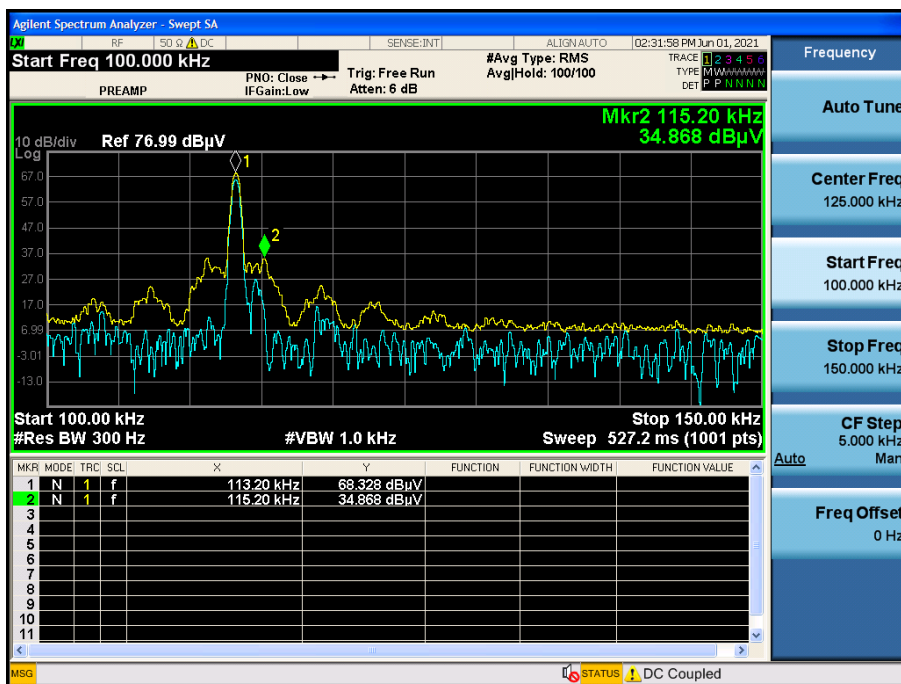 Agilent Spectrum Analyzer - Swept SA
LXI RF 50 Ω DC SENSE:INT ALIGN AUTO 02:31:58 PM Jun 01, 2021
Start Freq 100.000 kHz
PREAMP
PNO: Close
IFGain:Low
Trig: Free Run
Atten: 6 dB
#Avg Type: RMS
Avg|Hold: 100/100
TRACE 1 2 3 4 5 6
TYPE M W
DET P P N N N N
Mkr2 115.20 kHz
34.868 dBµV
10 dB/div Ref 76.99 dBµV
Log
67.0
57.0
47.0
37.0
27.0
17.0
6.99
-3.01
-13.0
1
2
Start 100.00 kHz Stop 150.00 kHz
#Res BW 300 Hz #VBW 1.0 kHz Sweep 527.2 ms (1001 pts)
MKR MODE TRC SCL X Y FUNCTION FUNCTION WIDTH FUNCTION VALUE
1 N 1 f 113.20 kHz 68.328 dBµV
2 N 1 f 115.20 kHz 34.868 dBµV
3
4
5
6
7
8
9
10
11
MSG STATUS DC Coupled
Frequency
Auto Tune
Center Freq
125.000 kHz
Start Freq
100.000 kHz
Stop Freq
150.000 kHz
CF Step
5.000 kHz
Auto Man
Freq Offset
0 Hz